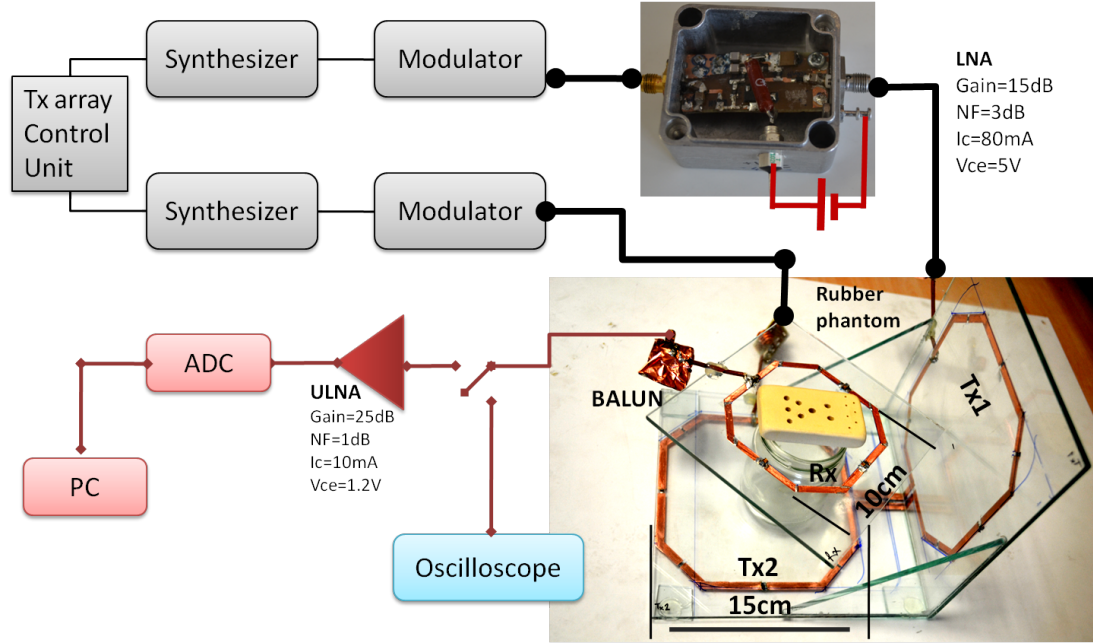 Synthesizer
Modulator
Tx array
Control
Unit
LNA
Gain=15dB
NF=3dB
Ic=80mA
Vce=5V
Synthesizer
Modulator
Rubber
phantom
ADC
ULNA
Gain=25dB
NF=1dB
Ic=10mA
Vce=1.2V
BALUN
Tx1
PC
Rx
10cm
Oscilloscope
Tx2
15cm
Tx2